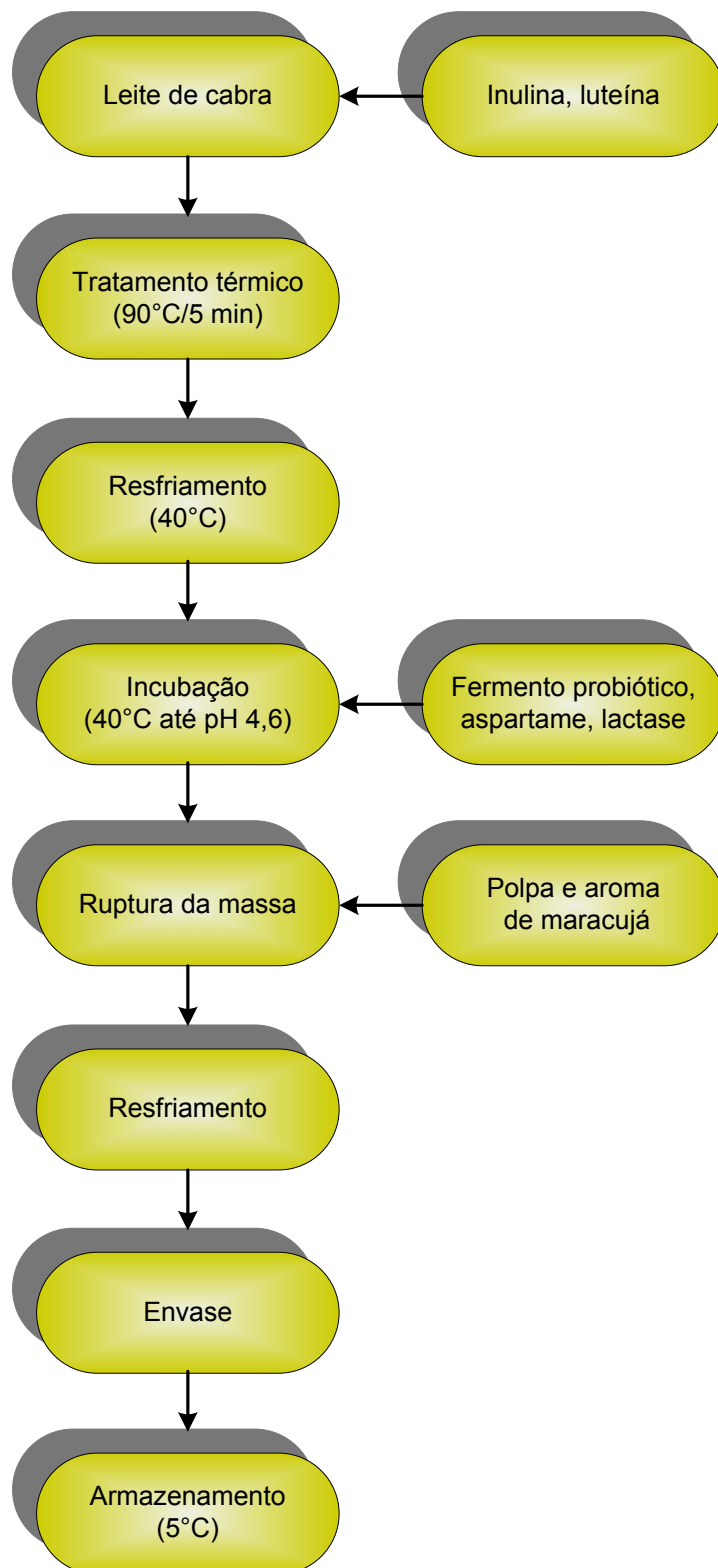 Leite de cabra
Inulina, luteína
Tratamento térmico
(90°C/5 min)
Resfriamento
(40°C)
Incubação
(40°C até pH 4,6)
Fermento probiótico,
aspartame, lactase
Ruptura da massa
Polpa e aroma
de maracujá
Resfriamento
Envase
Armazenamento
(5°C)